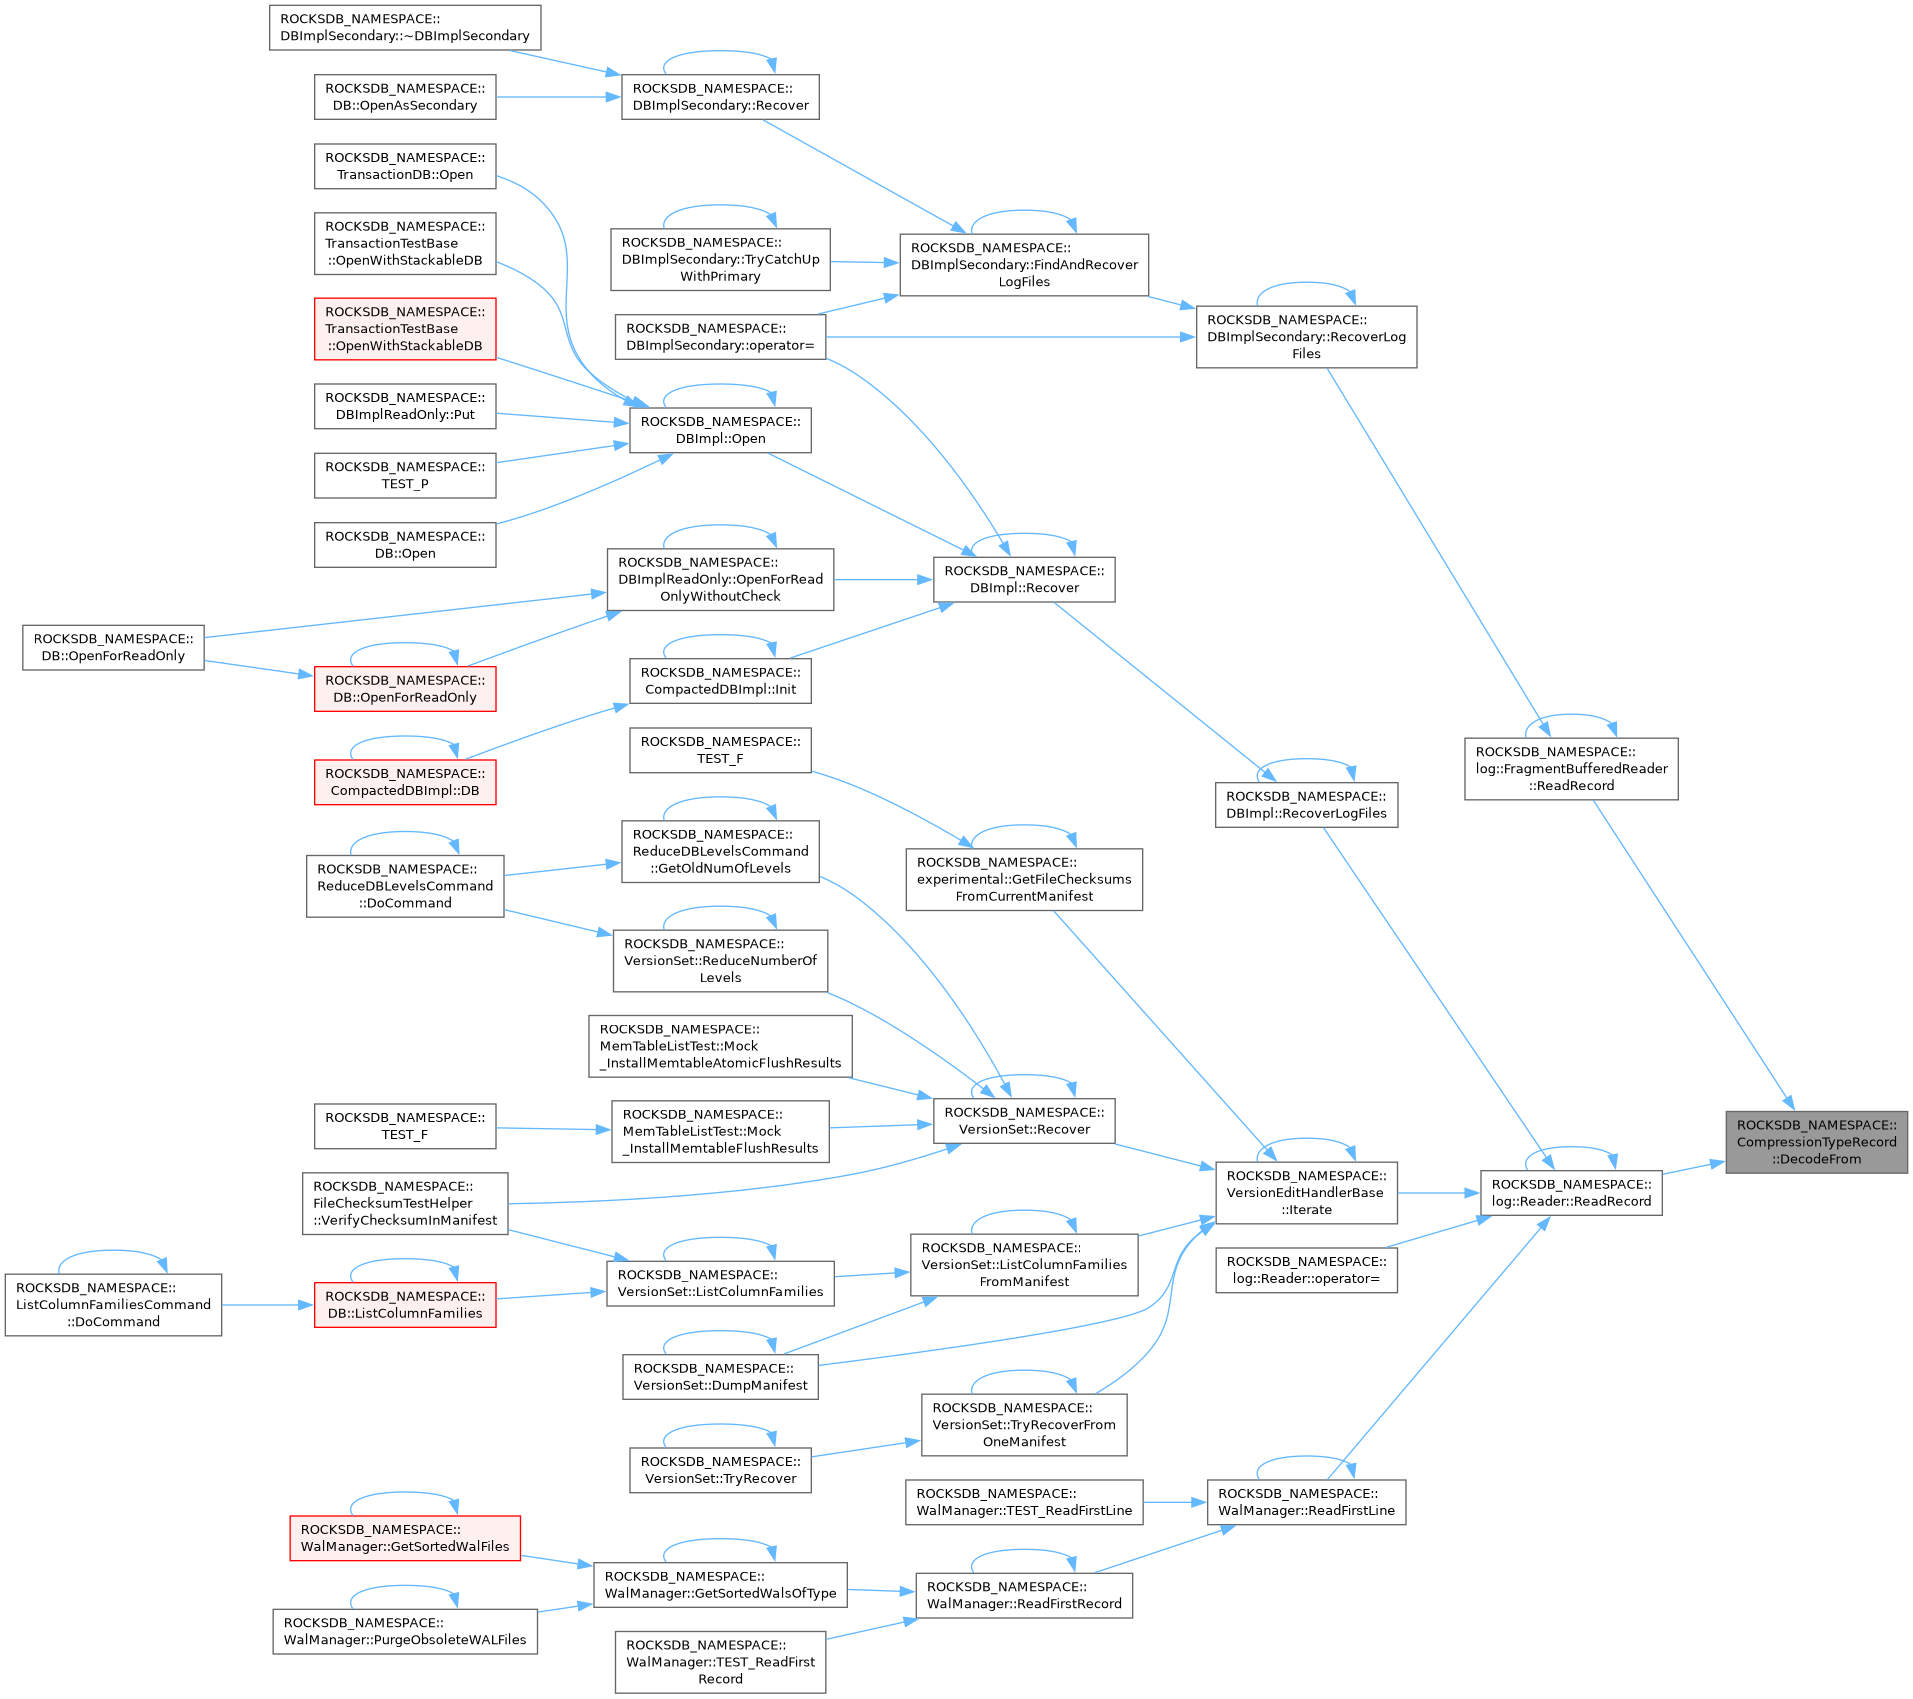 ROCKSDB_NAMESPACE::
DBImplSecondary::~DBImplSecondary
ROCKSDB_NAMESPACE::
DBImplSecondary::Recover
ROCKSDB_NAMESPACE::
DB::OpenAsSecondary
ROCKSDB_NAMESPACE::
TransactionDB::Open
ROCKSDB_NAMESPACE::
TransactionTestBase
::OpenWithStackableDB
ROCKSDB_NAMESPACE::
DBImplSecondary::TryCatchUp
WithPrimary
ROCKSDB_NAMESPACE::
DBImplSecondary::FindAndRecover
LogFiles
ROCKSDB_NAMESPACE::
TransactionTestBase
::OpenWithStackableDB
ROCKSDB_NAMESPACE::
DBImplSecondary::operator=
ROCKSDB_NAMESPACE::
DBImplSecondary::RecoverLog
Files
ROCKSDB_NAMESPACE::
DBImplReadOnly::Put
ROCKSDB_NAMESPACE::
DBImpl::Open
ROCKSDB_NAMESPACE::
TEST_P
ROCKSDB_NAMESPACE::
DB::Open
ROCKSDB_NAMESPACE::
DBImplReadOnly::OpenForRead
OnlyWithoutCheck
ROCKSDB_NAMESPACE::
DBImpl::Recover
ROCKSDB_NAMESPACE::
DB::OpenForReadOnly
ROCKSDB_NAMESPACE::
DB::OpenForReadOnly
ROCKSDB_NAMESPACE::
CompactedDBImpl::Init
ROCKSDB_NAMESPACE::
CompactedDBImpl::DB
ROCKSDB_NAMESPACE::
TEST_F
ROCKSDB_NAMESPACE::
log::FragmentBufferedReader
::ReadRecord
ROCKSDB_NAMESPACE::
DBImpl::RecoverLogFiles
ROCKSDB_NAMESPACE::
ReduceDBLevelsCommand
::GetOldNumOfLevels
ROCKSDB_NAMESPACE::
ReduceDBLevelsCommand
::DoCommand
ROCKSDB_NAMESPACE::
experimental::GetFileChecksums
FromCurrentManifest
ROCKSDB_NAMESPACE::
VersionSet::ReduceNumberOf
Levels
ROCKSDB_NAMESPACE::
MemTableListTest::Mock
_InstallMemtableAtomicFlushResults
ROCKSDB_NAMESPACE::
TEST_F
ROCKSDB_NAMESPACE::
MemTableListTest::Mock
_InstallMemtableFlushResults
ROCKSDB_NAMESPACE::
VersionSet::Recover
ROCKSDB_NAMESPACE::
CompressionTypeRecord
::DecodeFrom
ROCKSDB_NAMESPACE::
FileChecksumTestHelper
::VerifyChecksumInManifest
ROCKSDB_NAMESPACE::
VersionEditHandlerBase
::Iterate
ROCKSDB_NAMESPACE::
log::Reader::ReadRecord
ROCKSDB_NAMESPACE::
ListColumnFamiliesCommand
::DoCommand
ROCKSDB_NAMESPACE::
DB::ListColumnFamilies
ROCKSDB_NAMESPACE::
VersionSet::ListColumnFamilies
ROCKSDB_NAMESPACE::
VersionSet::ListColumnFamilies
FromManifest
ROCKSDB_NAMESPACE::
log::Reader::operator=
ROCKSDB_NAMESPACE::
VersionSet::DumpManifest
ROCKSDB_NAMESPACE::
VersionSet::TryRecoverFrom
OneManifest
ROCKSDB_NAMESPACE::
VersionSet::TryRecover
ROCKSDB_NAMESPACE::
WalManager::TEST_ReadFirstLine
ROCKSDB_NAMESPACE::
WalManager::ReadFirstLine
ROCKSDB_NAMESPACE::
WalManager::GetSortedWalFiles
ROCKSDB_NAMESPACE::
WalManager::GetSortedWalsOfType
ROCKSDB_NAMESPACE::
WalManager::ReadFirstRecord
ROCKSDB_NAMESPACE::
WalManager::PurgeObsoleteWALFiles
ROCKSDB_NAMESPACE::
WalManager::TEST_ReadFirst
Record